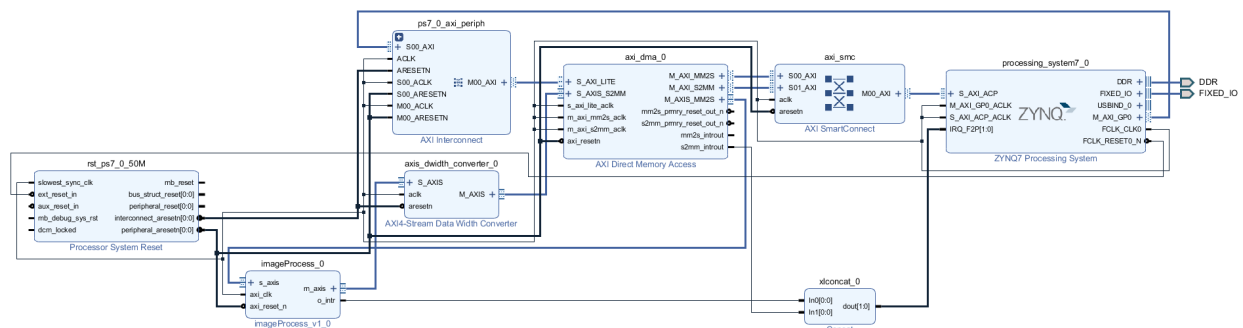 ps7_0_axi_periph
S00_AXI
ACLK
ARESETN
S00_ACLK
S00_ARESETN
M00_ACLK
M00_ARESETN
M00_AXI
AXI Interconnect
axi_dma_0
S_AXI_LITE
S_AXIS_S2MM
s_axi_lite_aclk
m_axi_mm2s_aclk
m_axi_s2mm_aclk
axi_resetn
M_AXI_MM2S
M_AXI_S2MM
M_AXIS_MM2S
mm2s_prmry_reset_out_n
s2mm_prmry_reset_out_n
mm2s_introut
s2mm_introut
AXI Direct Memory Access
axi_smc
S00_AXI
S01_AXI
aclk
aresetn
M00_AXI
AXI SmartConnect
processing_system7_0
S_AXI_ACP
M_AXI_GP0_ACLK
S_AXI_ACP_ACLK
IRQ_F2P[1:0]
ZYNQ
DDR
FIXED_IO
USBIND_0
M_AXI_GP0
FCLK_CLK0
FCLK_RESET0_N
ZYNQ7 Processing System
DDR
FIXED_IO
rst_ps7_0_50M
slowest_sync_clk
ext_reset_in
aux_reset_in
mb_debug_sys_rst
dcm_locked
mb_reset
bus_struct_reset[0:0]
peripheral_reset[0:0]
interconnect_aresetn[0:0]
peripheral_aresetn[0:0]
Processor System Reset
axis_dwidth_converter_0
S_AXIS
aclk
aresetn
M_AXIS
AXI4-Stream Data Width Converter
imageProcess_0
s_axis
axi_clk
axi_reset_n
m_axis
o_intr
imageProcess_v1_0
xlconcat_0
In0[0:0]
In1[0:0]
dout[1:0]